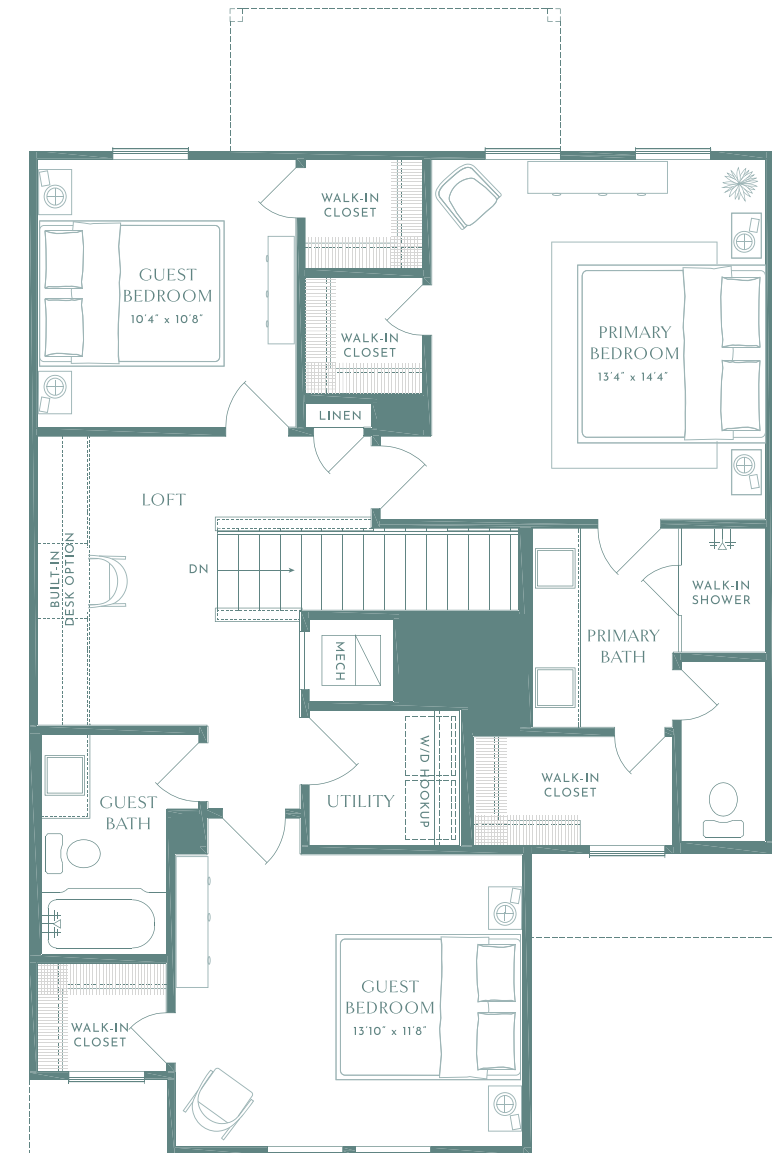 WALK-IN
CLOSET
GUEST
BEDROOM
10'4" x 10'8"
WALK-IN
CLOSET
PRIMARY
BEDROOM
13'4" x 14'4"
LINEN
LOFT
BUILT-IN
DESK OPTION
DN
WALK-IN
SHOWER
PRIMARY
BATH
MECH
W/D HOOKUP
WALK-IN
CLOSET
UTILITY
GUEST
BATH
GUEST
BEDROOM
13'10" x 11'8"
WALK-IN
CLOSET